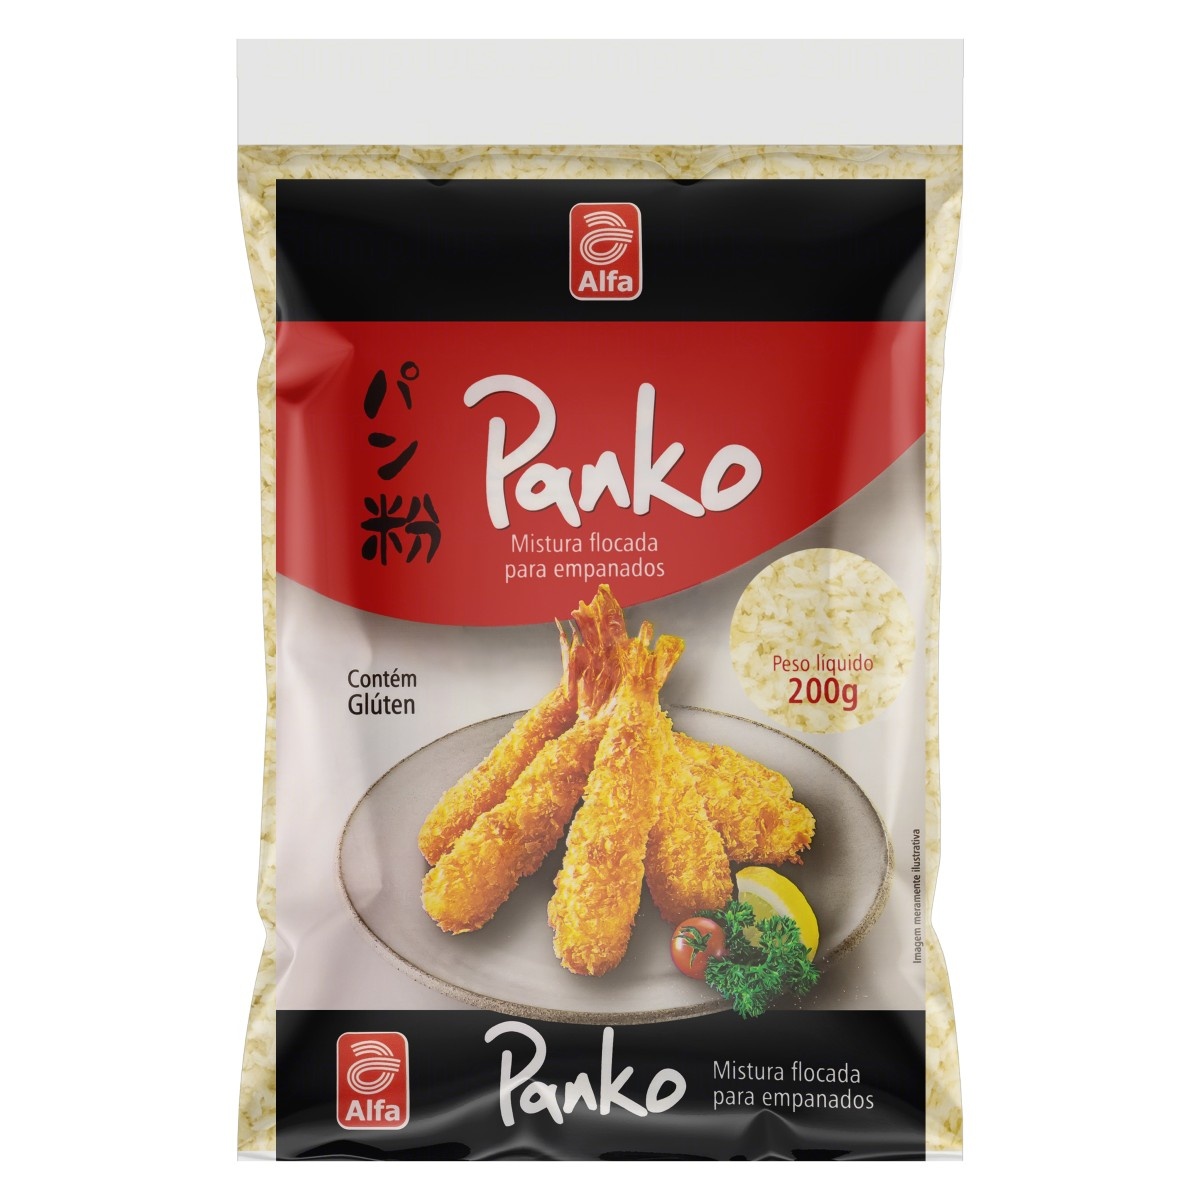 Alfa
パン粉
Panko
Mistura flocada
para empanados
Peso líquido
200g
Contém
Glúten
Imagem meramente ilustrativa
Alfa
Panko
Mistura flocada
para empanados